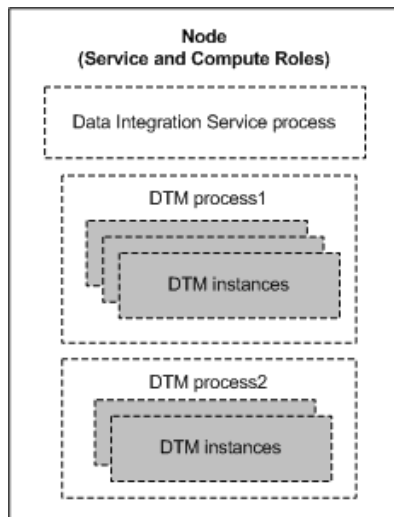 Node
(Service and Compute Roles)
Data Integration Service process
DTM process1
DTM instances
DTM process2
DTM instances